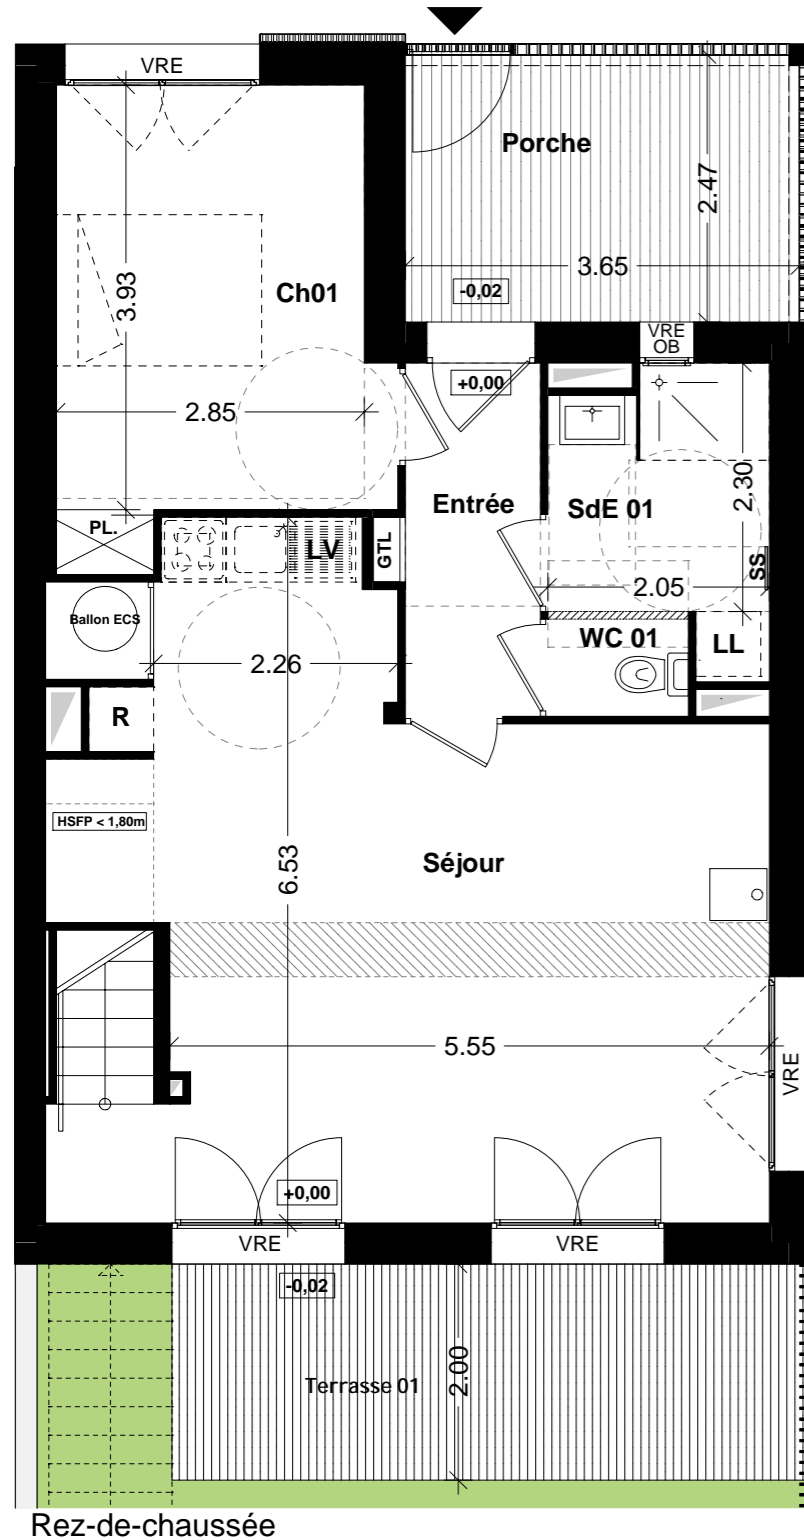 VRE
Porche
2.47
3.93
Ch01
3.65
-0,02
VRE
OB
+0,00
2.85
2.30
Entrée
SdE 01
PL.
LV
GTL
SS
2.05
Ballon ECS
WC 01
LL
2.26
R
HSFP < 1,80m
6.53
Séjour
5.55
VRE
+0,00
VRE
VRE
-0,02
Terrasse 01
2.00
Rez-de-chaussée